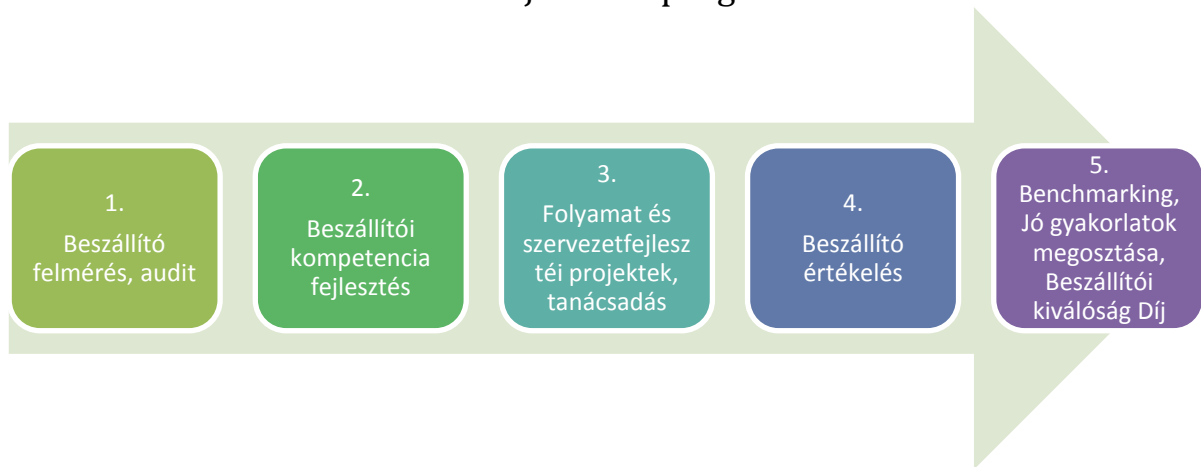 1.
Beszállító
felmérés, audit
2.
Beszállítói
kompetencia
fejlesztés
3.
Folyamat és
szervezetfejlesz
téi projektek,
tanácsadás
4.
Beszállító
értékelés
5.
Benchmarking,
Jó gyakorlatok
megosztása,
Beszállítói
kiválóság Díj